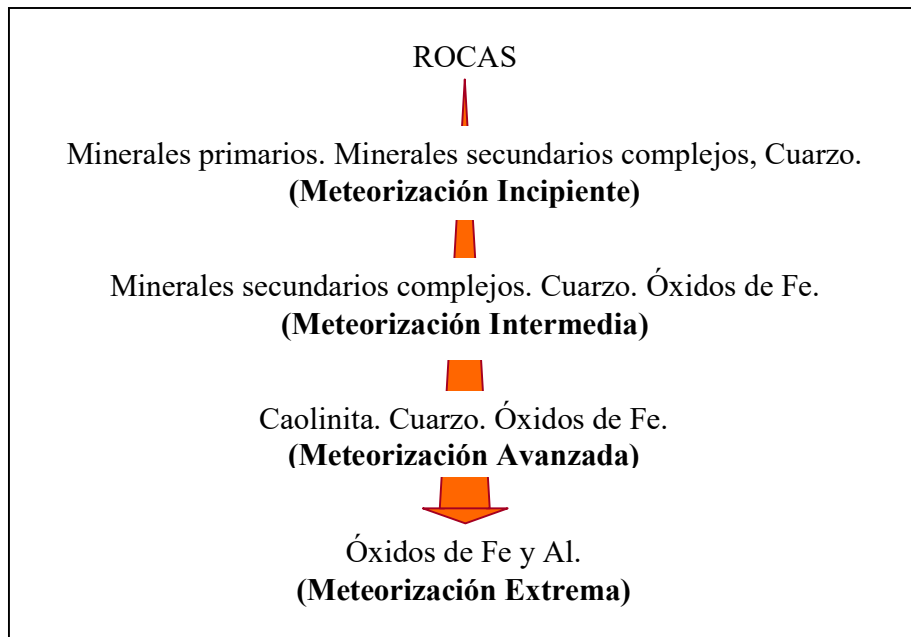 ROCAS
Minerales primarios. Minerales secundarios complejos, Cuarzo.
(Meteorización Incipiente)
Minerales secundarios complejos. Cuarzo. Óxidos de Fe.
(Meteorización Intermedia)
Caolinita. Cuarzo. Óxidos de Fe.
(Meteorización Avanzada)
Óxidos de Fe y Al.
(Meteorización Extrema)